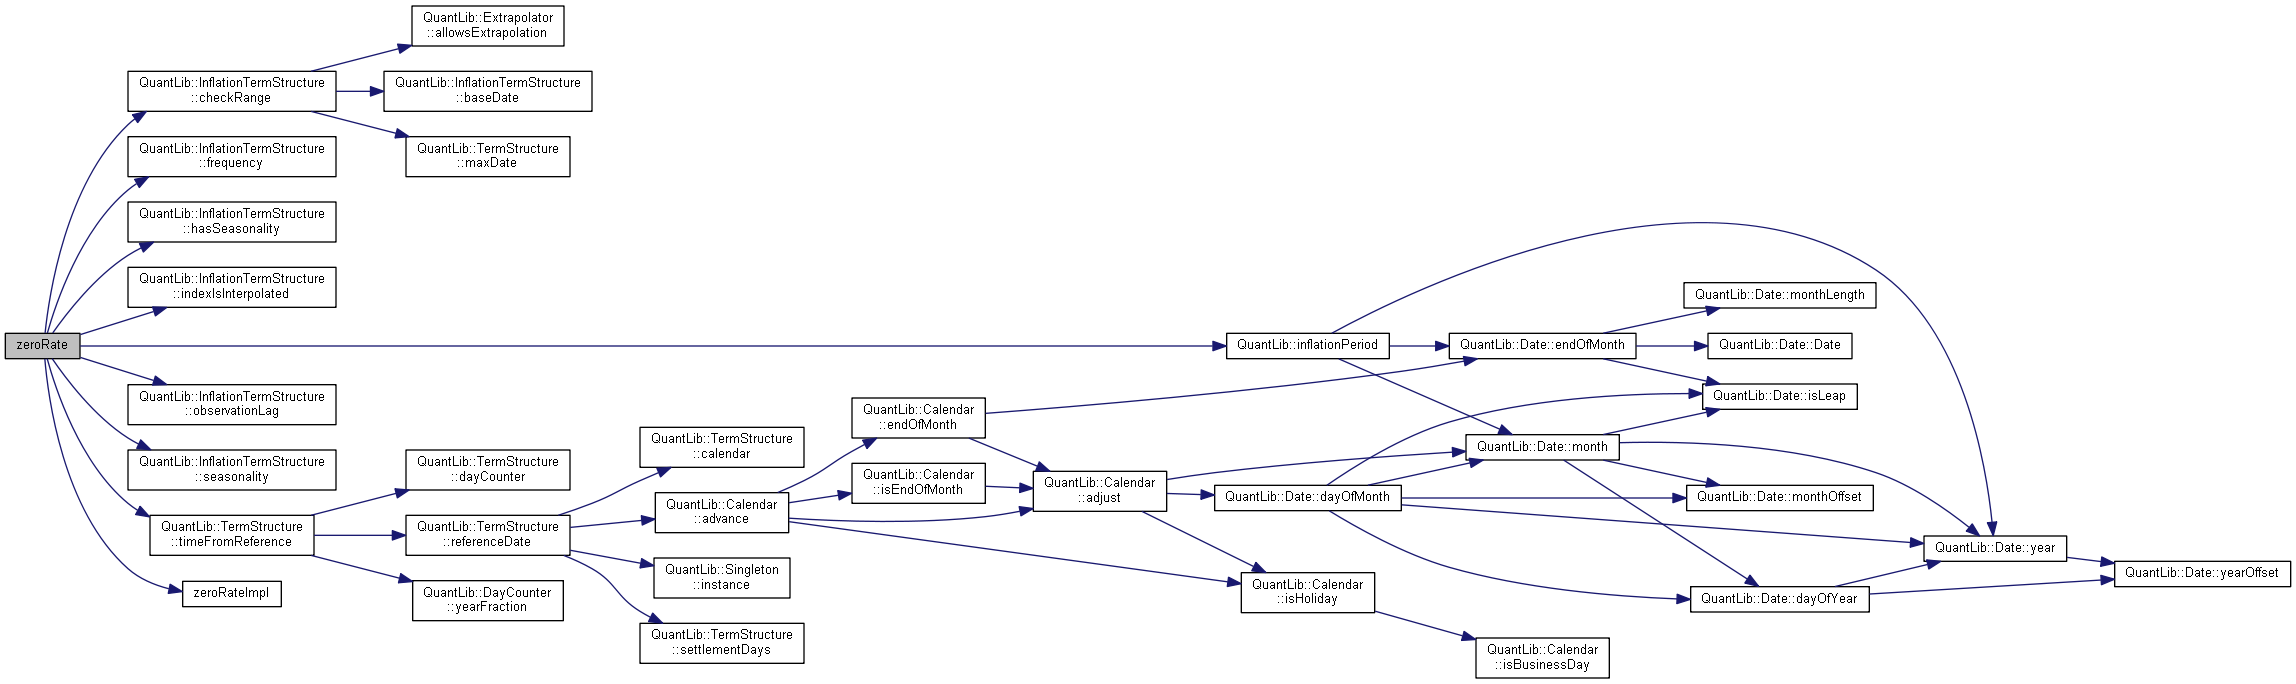 QuantLib::Extrapolator
::allowsExtrapolation
QuantLib::InflationTermStructure
::checkRange
QuantLib::InflationTermStructure
::baseDate
QuantLib::InflationTermStructure
::frequency
QuantLib::TermStructure
::maxDate
QuantLib::InflationTermStructure
::hasSeasonality
QuantLib::InflationTermStructure
::indexIsInterpolated
zeroRate
QuantLib::InflationTermStructure
::observationLag
QuantLib::InflationTermStructure
::seasonality
QuantLib::TermStructure
::timeFromReference
zeroRateImpl
QuantLib::TermStructure
::dayCounter
QuantLib::TermStructure
::referenceDate
QuantLib::DayCounter
::yearFraction
QuantLib::TermStructure
::calendar
QuantLib::Calendar
::advance
QuantLib::Singleton
::instance
QuantLib::TermStructure
::settlementDays
QuantLib::Calendar
::endOfMonth
QuantLib::Calendar
::isEndOfMonth
QuantLib::Calendar
::adjust
QuantLib::inflationPeriod
QuantLib::Date::dayOfMonth
QuantLib::Calendar
::isHoliday
QuantLib::Date::endOfMonth
QuantLib::Date::month
QuantLib::Calendar
::isBusinessDay
QuantLib::Date::monthLength
QuantLib::Date::Date
QuantLib::Date::isLeap
QuantLib::Date::monthOffset
QuantLib::Date::dayOfYear
QuantLib::Date::year
QuantLib::Date::yearOffset